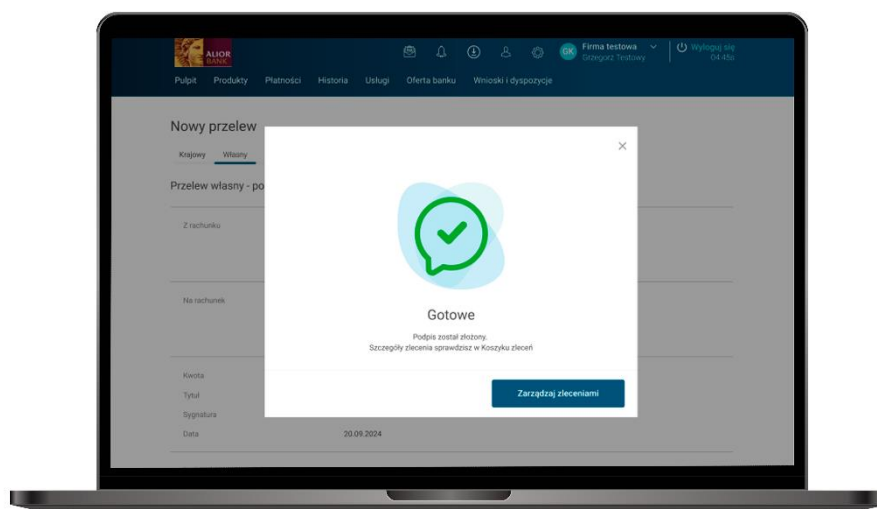 ALIOR
BANK
GK
Firma testowa
Grzegorz Testowy
Wyloguj się
04:45s
Pulpit Produkty Płatności Historia Usługi Oferta banku Wnioski i dyspozycje
Nowy przelew
Krajowy Własny
Przelew własny - po
Z rachunku
Na rachunek
Gotowe
Podpis został złożony.
Szczegóły zlecenia sprawdzisz w Koszyku zleceń
Zarządzaj zleceniami
Kwota
Tytuł
Sygnatura
Data 20.09.2024